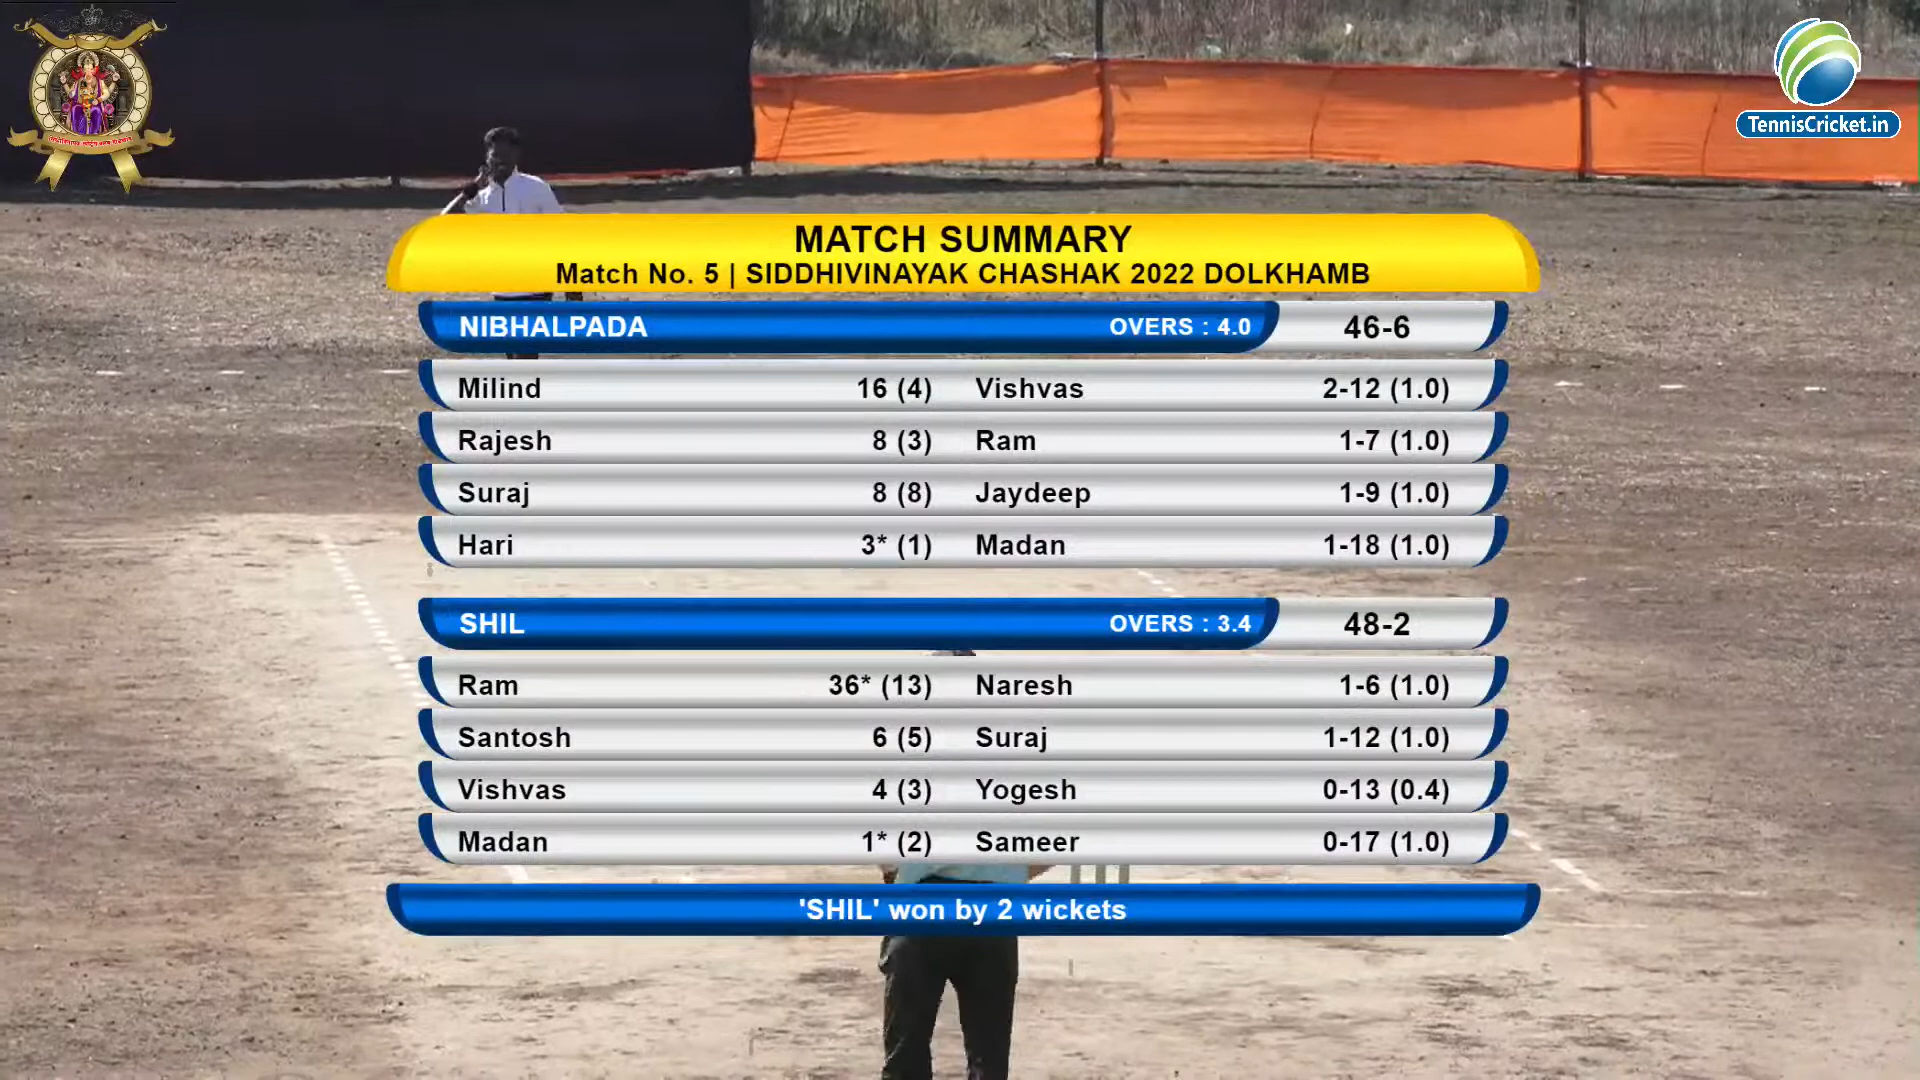 TennisCricket.in
MATCH SUMMARY
Match No. 5 | SIDDHIVINAYAK CHASHAK 2022 DOLKHAMB
NIBHALPADA OVERS : 4.0 46-6
Milind 16 (4) Vishvas 2-12 (1.0)
Rajesh 8 (3) Ram 1-7 (1.0)
Suraj 8 (8) Jaydeep 1-9 (1.0)
Hari 3* (1) Madan 1-18 (1.0)
SHIL OVERS : 3.4 48-2
Ram 36* (13) Naresh 1-6 (1.0)
Santosh 6 (5) Suraj 1-12 (1.0)
Vishvas 4 (3) Yogesh 0-13 (0.4)
Madan 1* (2) Sameer 0-17 (1.0)
'SHIL' won by 2 wickets